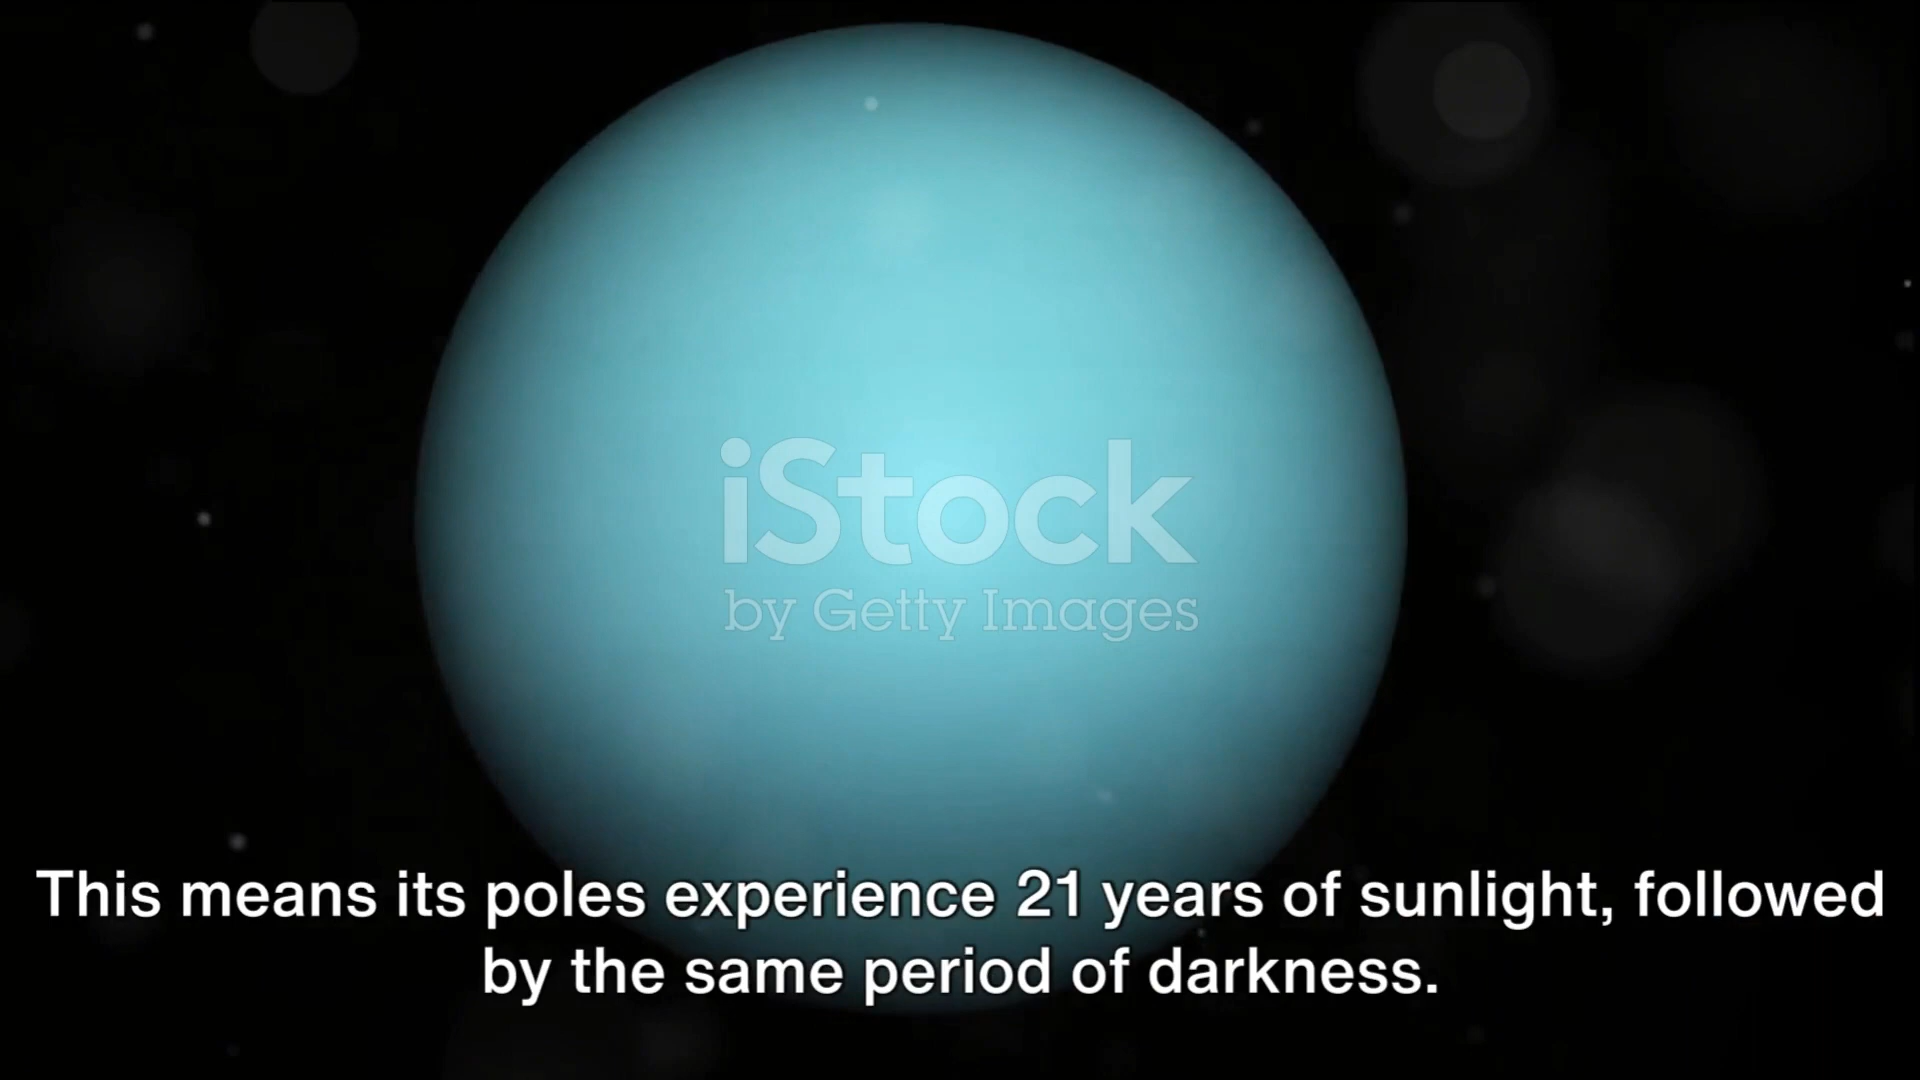 iStock
by Getty Images
This means its poles experience 21 years of sunlight, followed
by the same period of darkness.